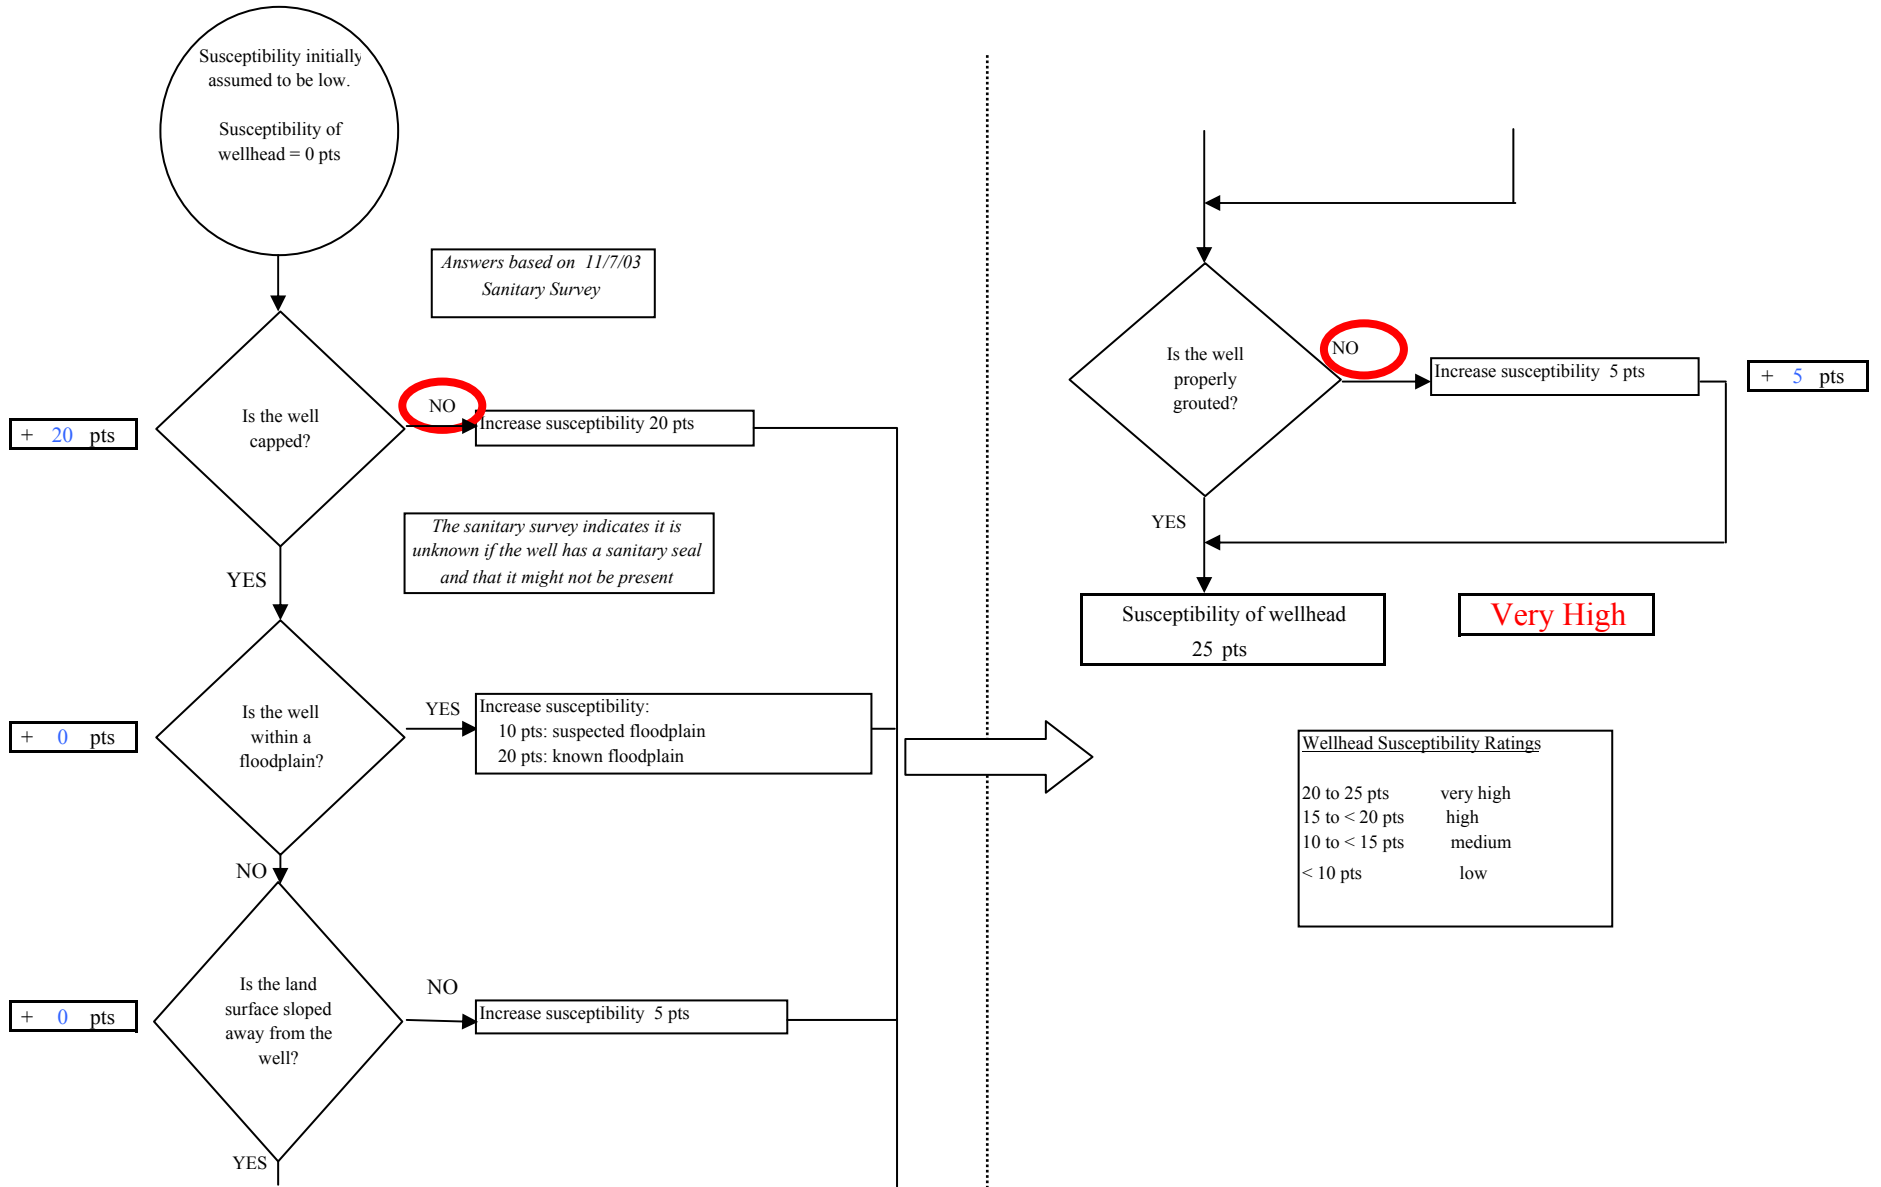 Susceptibility initially
assumed to be low.
Susceptibility of
wellhead = 0 pts
Answers based on 11/7/03
Sanitary Survey
Is the well
capped?
NO
Increase susceptibility 20 pts
+ 20 pts
The sanitary survey indicates it is
unknown if the well has a sanitary seal
and that it might not be present
YES
Is the well
within a
floodplain?
YES
Increase susceptibility:
10 pts: suspected floodplain
20 pts: known floodplain
+ 0 pts
NO
Is the land
surface sloped
away from the
well?
NO
Increase susceptibility 5 pts
+ 0 pts
YES
Is the well
properly
grouted?
NO
Increase susceptibility 5 pts
+ 5 pts
YES
Susceptibility of wellhead
25 pts
Very High
Wellhead Susceptibility Ratings
20 to 25 pts very high
15 to < 20 pts high
10 to < 15 pts medium
< 10 pts low